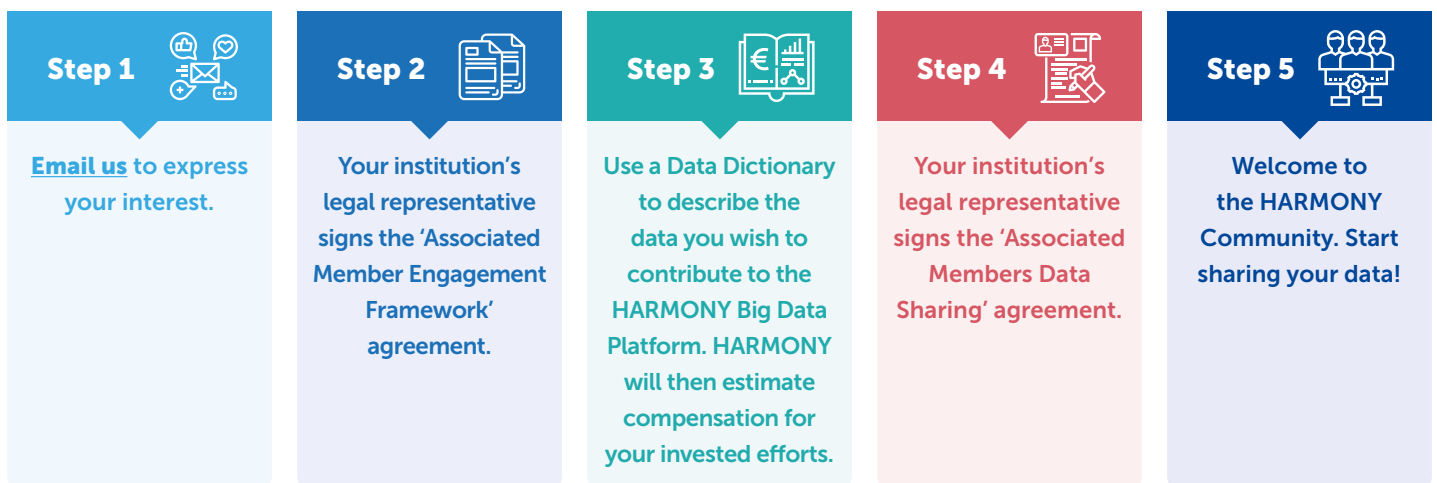 Step 1
Email us to express
your interest.
Step 2
Your institution’s
legal representative
signs the ‘Associated
Member Engagement
Framework’
agreement.
Step 3
€
Use a Data Dictionary
to describe the
data you wish to
contribute to the
HARMONY Big Data
Platform. HARMONY
will then estimate
compensation for
your invested efforts.
Step 4
Your institution’s
legal representative
signs the ‘Associated
Members Data
Sharing’ agreement.
Step 5
Welcome to
the HARMONY
Community. Start
sharing your data!